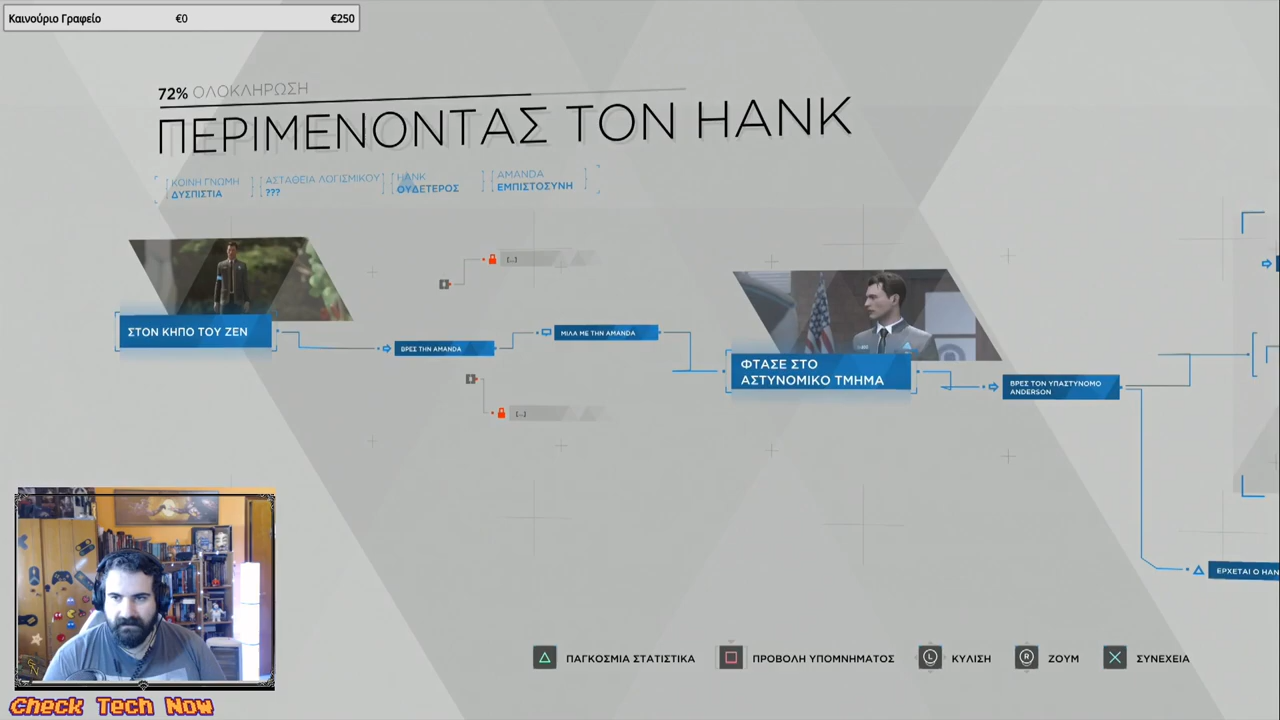 Καινούριο Γραφείο €0 €250
72% ΟΛΟΚΛΗΡΩΣΗ
ΠΕΡΙΜΕΝΟΝΤΑΣ ΤΟΝ HANK
ΚΟΙΝΗ ΓΝΩΜΗ
ΔΥΣΠΙΣΤΙΑ
ΑΣΤΑΘΕΙΑ ΛΟΓΙΣΜΙΚΟΥ
???
HANK
ΟΥΔΕΤΕΡΟΣ
AMANDA
ΕΜΠΙΣΤΟΣΥΝΗ
[...]
ΣΤΟΝ ΚΗΠΟ ΤΟΥ ΖΕΝ
ΒΡΕΣ ΤΗΝ AMANDA
ΜΙΛΑ ΜΕ ΤΗΝ AMANDA
ΦΤΑΣΕ ΣΤΟ
ΑΣΤΥΝΟΜΙΚΟ ΤΜΗΜΑ
ΒΡΕΣ ΤΟΝ ΥΠΑΣΤΥΝΟΜΟ
ANDERSON
[...]
ΕΡΧΕΤΑΙ Ο HAN
ΠΑΓΚΟΣΜΙΑ ΣΤΑΤΙΣΤΙΚΑ
ΠΡΟΒΟΛΗ ΥΠΟΜΝΗΜΑΤΟΣ
L ΚΥΛΙΣΗ
R ΖΟΥΜ
ΣΥΝΕΧΕΙΑ
Check Tech Now